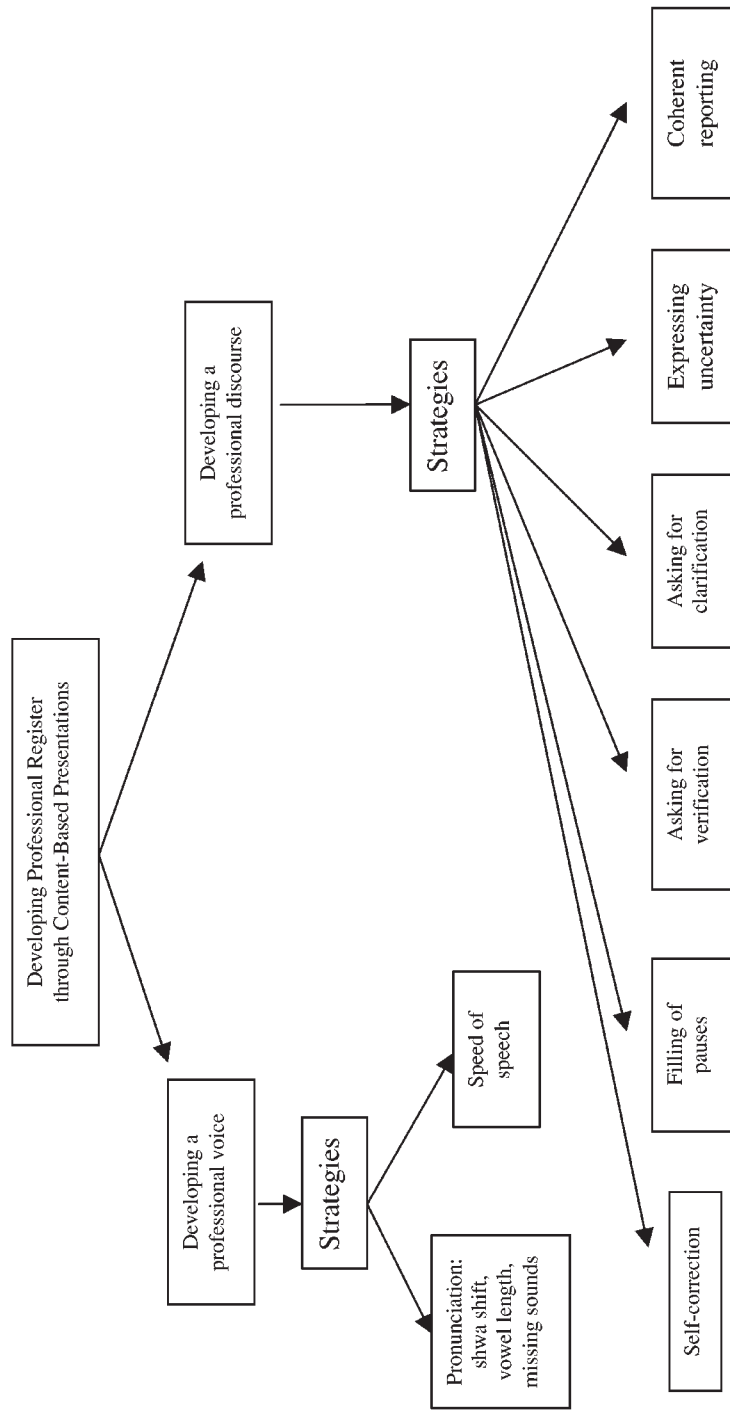 Developing Professional Register
through Content-Based Presentations
Developing a
professional voice
Developing a
professional discourse
Strategies
Strategies
Pronunciation:
shwa shift,
vowel length,
missing sounds
Speed of
speech
Self-correction
Filling of
pauses
Asking for
verification
Asking for
clarification
Expressing
uncertainty
Coherent
reporting